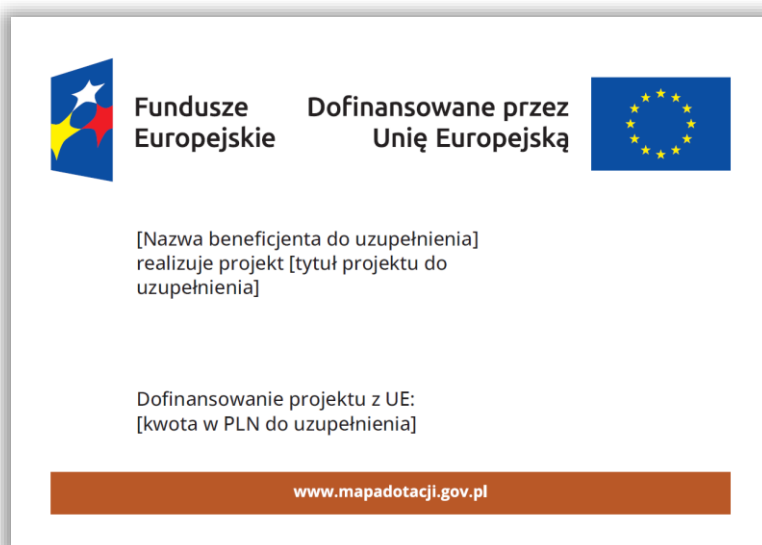 Fundusze
Europejskie
Dofinansowane przez
Unię Europejską
[Nazwa beneficjenta do uzupełnienia]
realizuje projekt [tytuł projektu do
uzupełnienia]
Dofinansowanie projektu z UE:
[kwota w PLN do uzupełnienia]
www.mapadotacji.gov.pl